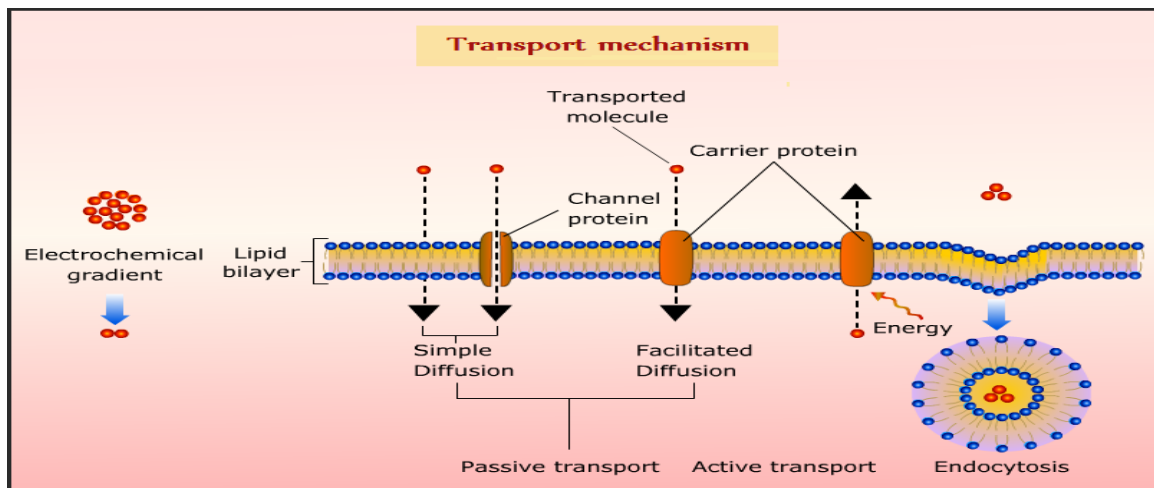 Transport mechanism
Transported
molecule
Carrier protein
Channel
protein
Electrochemical
gradient
Lipid
bilayer
Energy
Simple
Diffusion
Facilitated
Diffusion
Passive transport
Active transport
Endocytosis